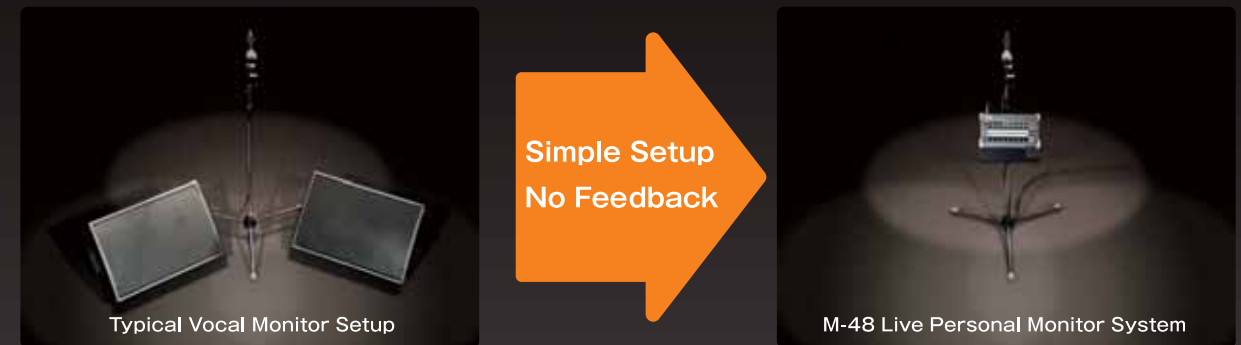 Simple Setup
No Feedback
Typical Vocal Monitor Setup
M-48 Live Personal Monitor System